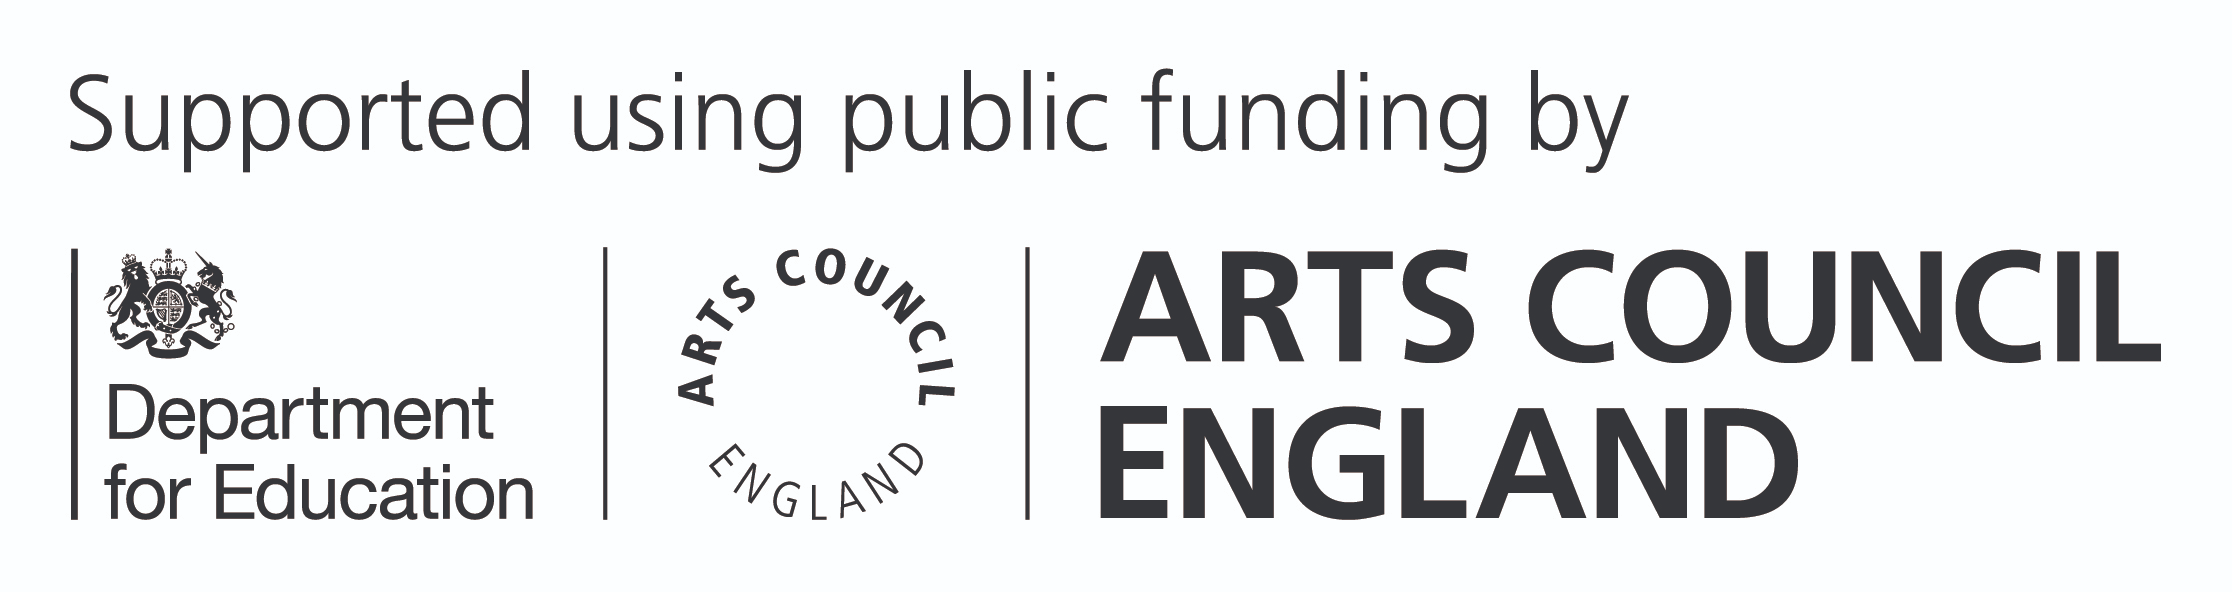 Supported using public funding by
Department
for Education
ARTS COUNCIL
ENGLAND
ARTS COUNCIL
ENGLAND